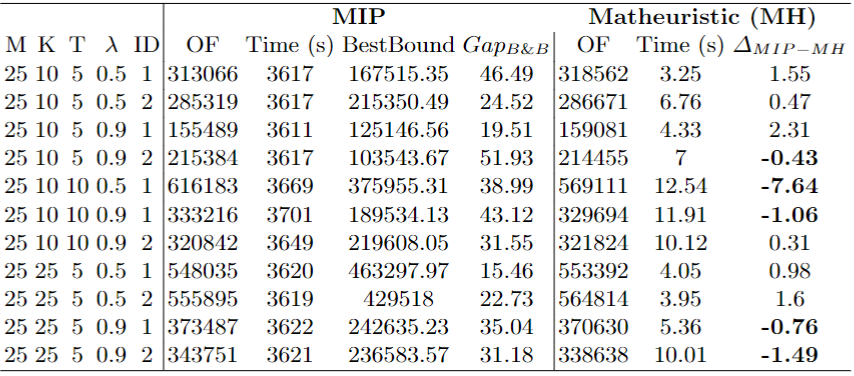 MIP Matheuristic (MH)
M K T λ ID OF Time (s) BestBound Gap_{B&B} OF Time (s) Δ_{MIP−MH}
25 10 5 0.5 1 313066 3617 167515.35 46.49 318562 3.25 1.55
25 10 5 0.5 2 285319 3617 215350.49 24.52 286671 6.76 0.47
25 10 5 0.9 1 155489 3611 125146.56 19.51 159081 4.33 2.31
25 10 5 0.9 2 215384 3617 103543.67 51.93 214455 7 -0.43
25 10 10 0.5 1 616183 3669 375955.31 38.99 569111 12.54 -7.64
25 10 10 0.9 1 333216 3701 189534.13 43.12 329694 11.91 -1.06
25 10 10 0.9 2 320842 3649 219608.05 31.55 321824 10.12 0.31
25 25 5 0.5 1 548035 3620 463297.97 15.46 553392 4.05 0.98
25 25 5 0.5 2 555895 3619 429518 22.73 564814 3.95 1.6
25 25 5 0.9 1 373487 3622 242635.23 35.04 370630 5.36 -0.76
25 25 5 0.9 2 343751 3621 236583.57 31.18 338638 10.01 -1.49